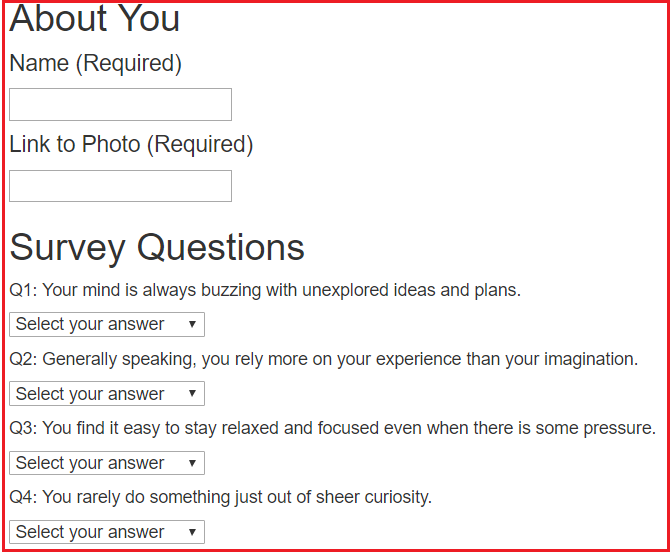 About You
Name (Required)
Link to Photo (Required)
Survey Questions
Q1: Your mind is always buzzing with unexplored ideas and plans.
Select your answer
Q2: Generally speaking, you rely more on your experience than your imagination.
Select your answer
Q3: You find it easy to stay relaxed and focused even when there is some pressure.
Select your answer
Q4: You rarely do something just out of sheer curiosity.
Select your answer